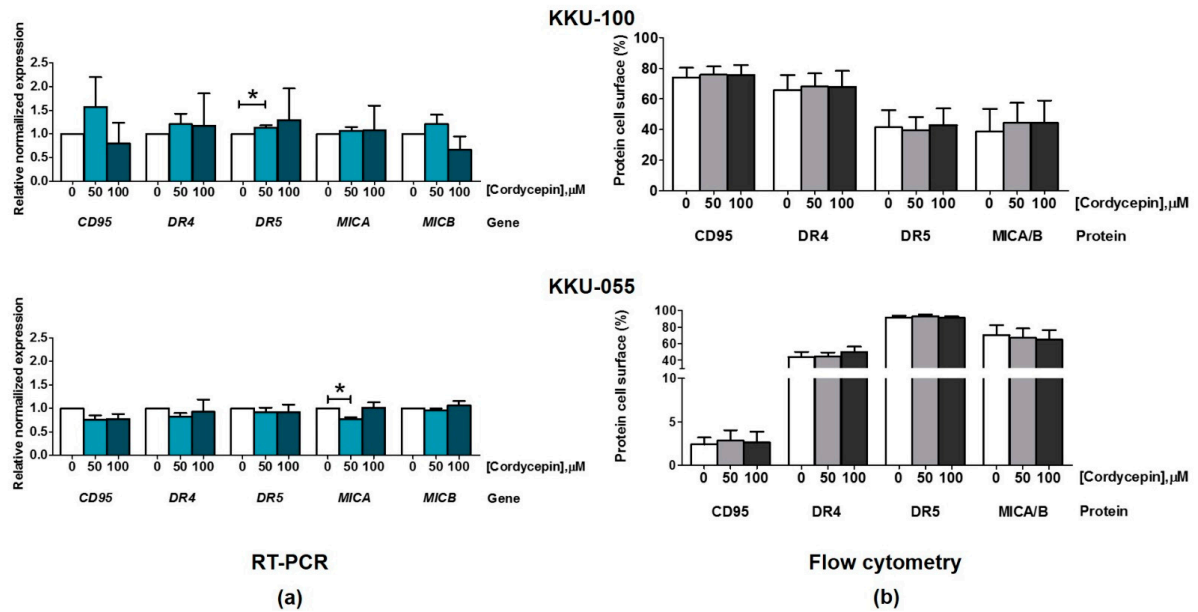 KKU-100
Relative normalized expression
2.5
2.0
1.5
1.0
0.5
0.0
*
0 50 100 0 50 100 0 50 100 0 50 100 0 50 100 [Cordycepin],µM
CD95 DR4 DR5 MICA MICB Gene
Protein cell surface (%)
100
80
60
40
20
0
0 50 100 0 50 100 0 50 100 0 50 100 [Cordycepin],µM
CD95 DR4 DR5 MICA/B Protein
KKU-055
Relative normailized expression
2.5
2.0
1.5
1.0
0.5
0.0
*
0 50 100 0 50 100 0 50 100 0 50 100 0 50 100 [Cordycepin],µM
CD95 DR4 DR5 MICA MICB Gene
Protein cell surface (%)
100
80
60
40
5
0
0 50 100 0 50 100 0 50 100 0 50 100 [Cordycepin],µM
CD95 DR4 DR5 MICA/B Protein
RT-PCR
(a)
Flow cytometry
(b)